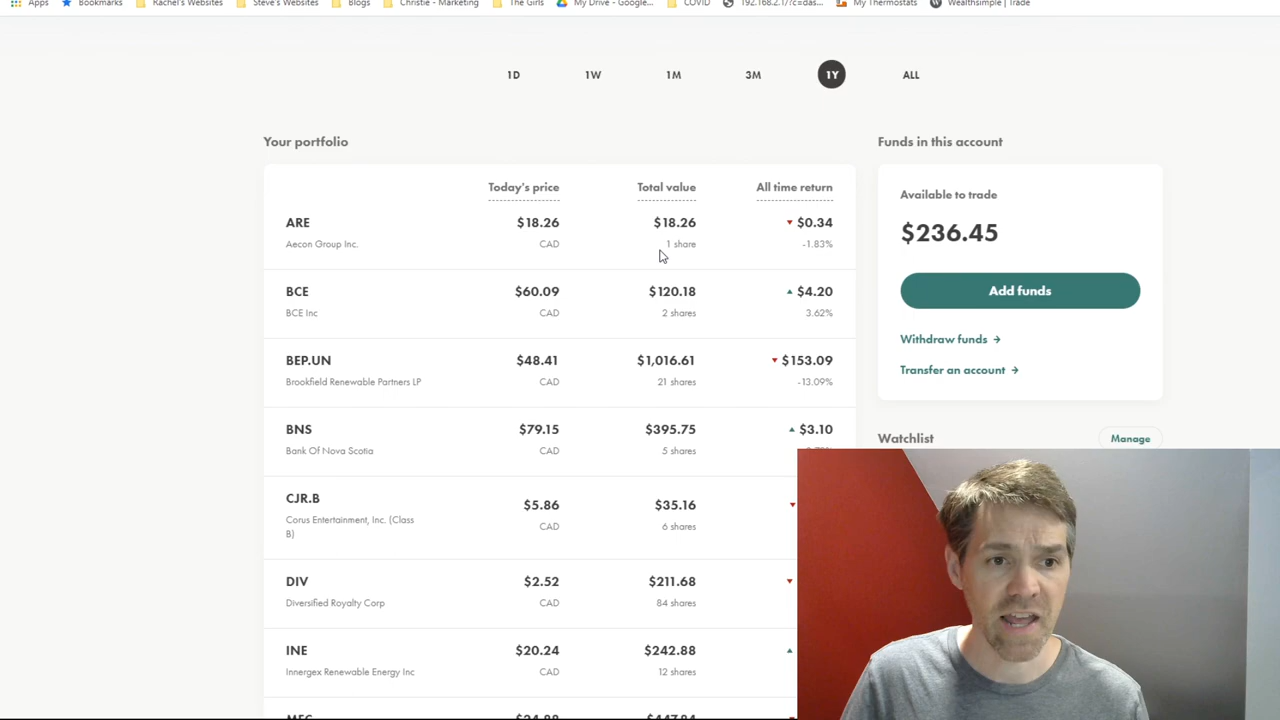 Apps Bookmarks Rachel's Websites Steve's Websites Blogs Christie - Marketing The Girls My Drive - Google... COVID 192.168.2.1/?c=das... My Thermostats Wealthsimple | Trade
1D 1W 1M 3M 1Y ALL
Your portfolio
Today's price Total value All time return
ARE $18.26 $18.26 $0.34
Aecon Group Inc. CAD 1 share -1.83%
BCE $60.09 $120.18 $4.20
BCE Inc CAD 2 shares 3.62%
BEP.UN $48.41 $1,016.61 $153.09
Brookfield Renewable Partners LP CAD 21 shares -13.09%
BNS $79.15 $395.75 $3.10
Bank Of Nova Scotia CAD 5 shares
CJR.B $5.86 $35.16
Corus Entertainment, Inc. (Class CAD 6 shares
B)
DIV $2.52 $211.68
Diversified Royalty Corp CAD 84 shares
INE $20.24 $242.88
Innergex Renewable Energy Inc CAD 12 shares
Funds in this account
Available to trade
$236.45
Add funds
Withdraw funds
Transfer an account
Watchlist Manage